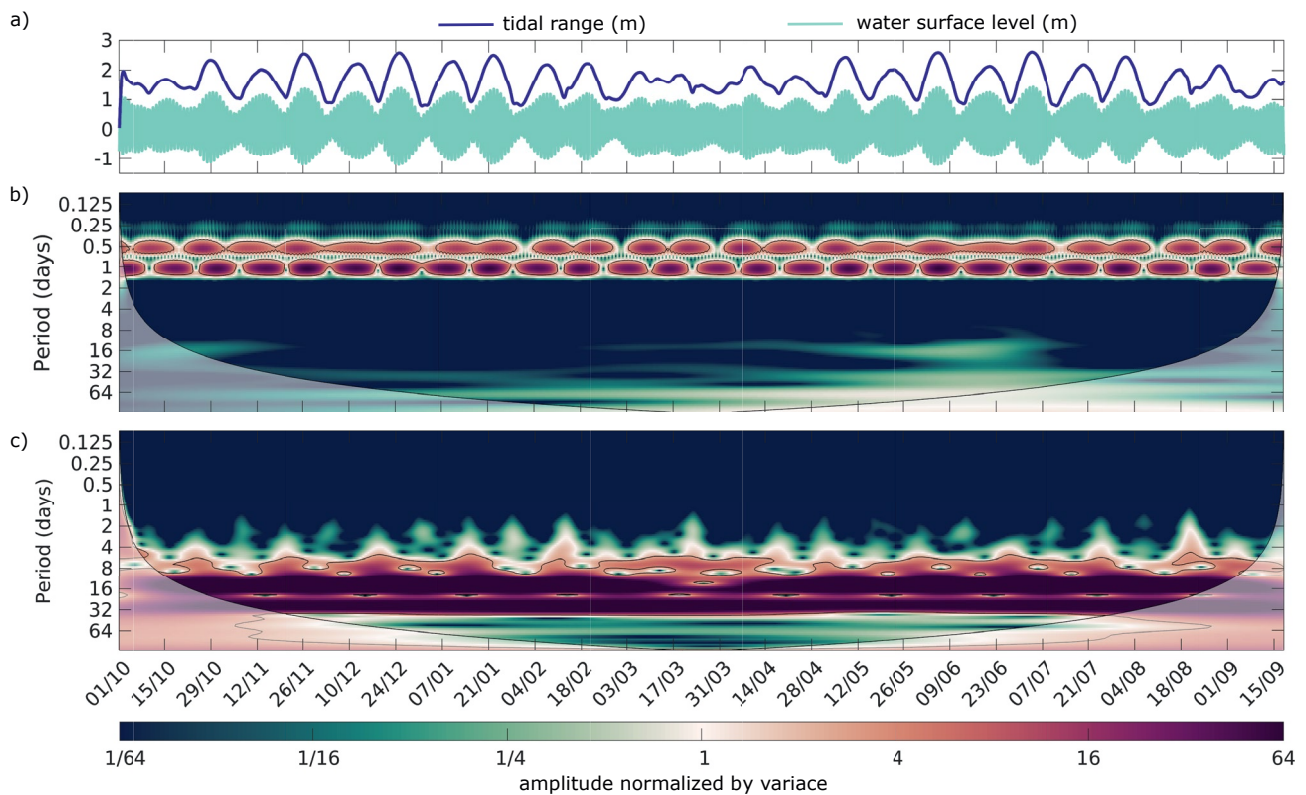 a)
tidal range (m)
water surface level (m)
3
2
1
0
-1
b)
0.125
0.25
0.5
1
2
4
8
16
32
64
Period (days)
c)
0.125
0.25
0.5
1
2
4
8
16
32
64
Period (days)
01/10 15/10 29/10 12/11 26/11 10/12 24/12 07/01 21/01 04/02 18/02 03/03 17/03 31/03 14/04 28/04 12/05 26/05 09/06 23/06 07/07 21/07 04/08 18/08 01/09 15/09
1/64 1/16 1/4 1 4 16 64
amplitude normalized by variace